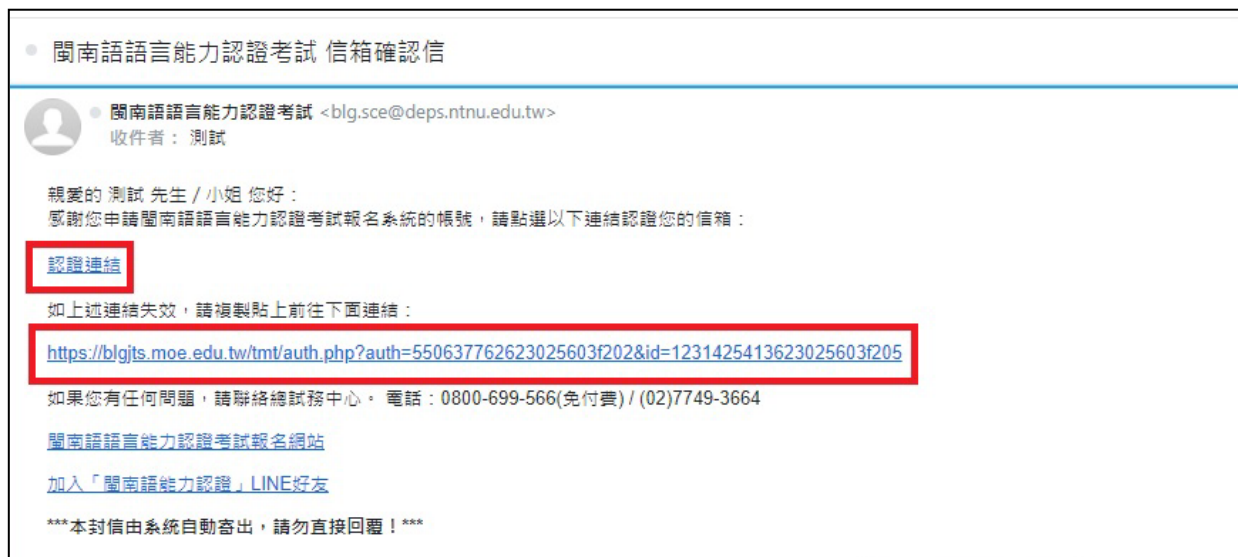 閩南語語言能力認證考試 信箱確認信
閩南語語言能力認證考試 <blg.sce@deps.ntnu.edu.tw>
收件者： 測試
親愛的 測試 先生 / 小姐 您好：
感謝您申請閩南語語言能力認證考試報名系統的帳號，請點選以下連結認證您的信箱：
認證連結
如上述連結失效，請複製貼上前往下面連結：
https://blgjts.moe.edu.tw/tmt/auth.php?auth=550637762623025603f202&id=1231425413623025603f205
如果您有任何問題，請聯絡總試務中心。 電話：0800-699-566(免付費) / (02)7749-3664
閩南語語言能力認證考試報名網站
加入「閩南語能力認證」LINE好友
***本封信由系統自動寄出，請勿直接回覆！***